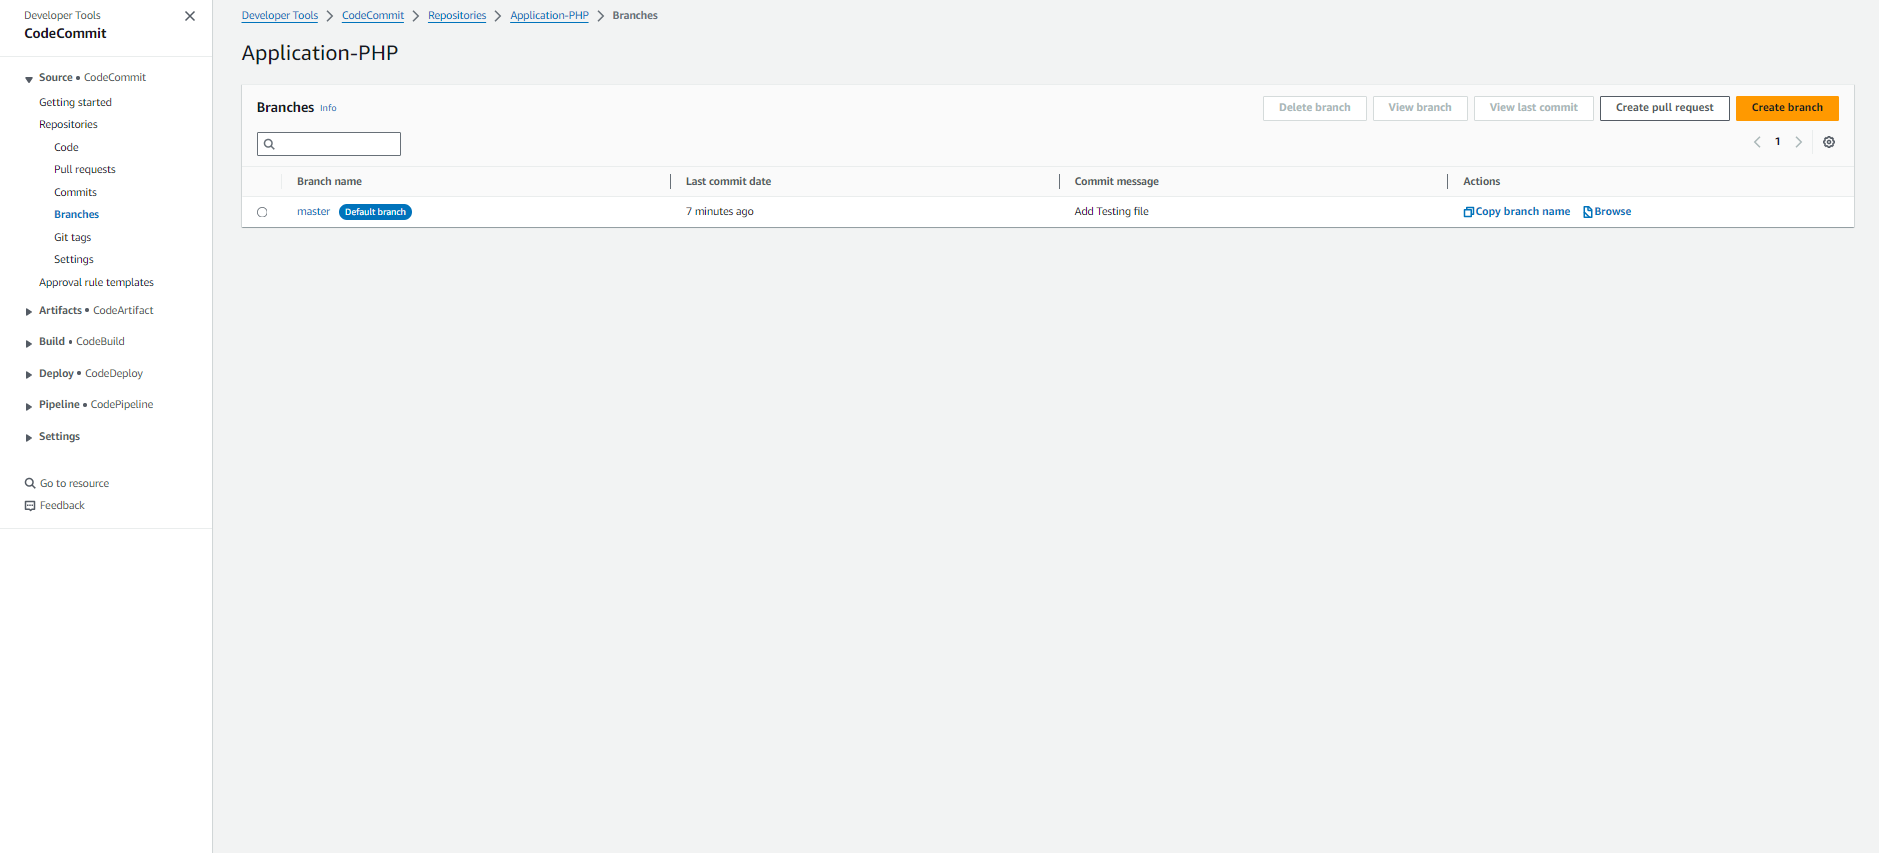 Developer Tools
CodeCommit
Source • CodeCommit
Getting started
Repositories
Code
Pull requests
Commits
Branches
Git tags
Settings
Approval rule templates
Artifacts • CodeArtifact
Build • CodeBuild
Deploy • CodeDeploy
Pipeline • CodePipeline
Settings
Go to resource
Feedback
Developer Tools CodeCommit Repositories Application-PHP Branches
Application-PHP
Branches Info Delete branch View branch View last commit Create pull request Create branch
1
Branch name Last commit date Commit message Actions
master Default branch 7 minutes ago Add Testing file Copy branch name Browse